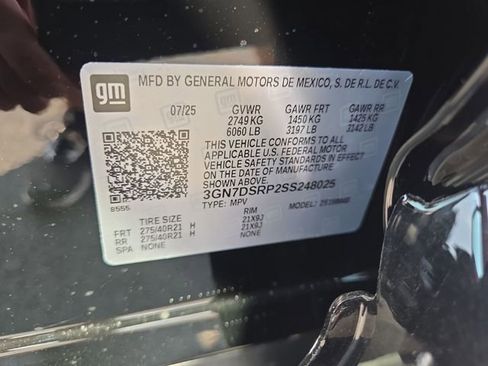 gm
MFD BY GENERAL MOTORS DE MEXICO, S. DE R.L. DE C.V.
07/25 GVWR GAWR FRT GAWR RR
2749 KG 1450 KG 1425 KG
6060 LB 3197 LB 3142 LB
THIS VEHICLE CONFORMS TO ALL APPLICABLE
U.S. FEDERAL MOTOR
VEHICLE SAFETY STANDARDS IN EFFECT ON
THE DATE OF MANUFACTURE
SHOWN ABOVE
3GN7DSRP2SS248025
TYPE: MPV MODEL:
8555
TIRE SIZE RIM
FRT 275/40R21 H 21X9J
RR 275/40R21 H 21X9J
SPA NONE NONE